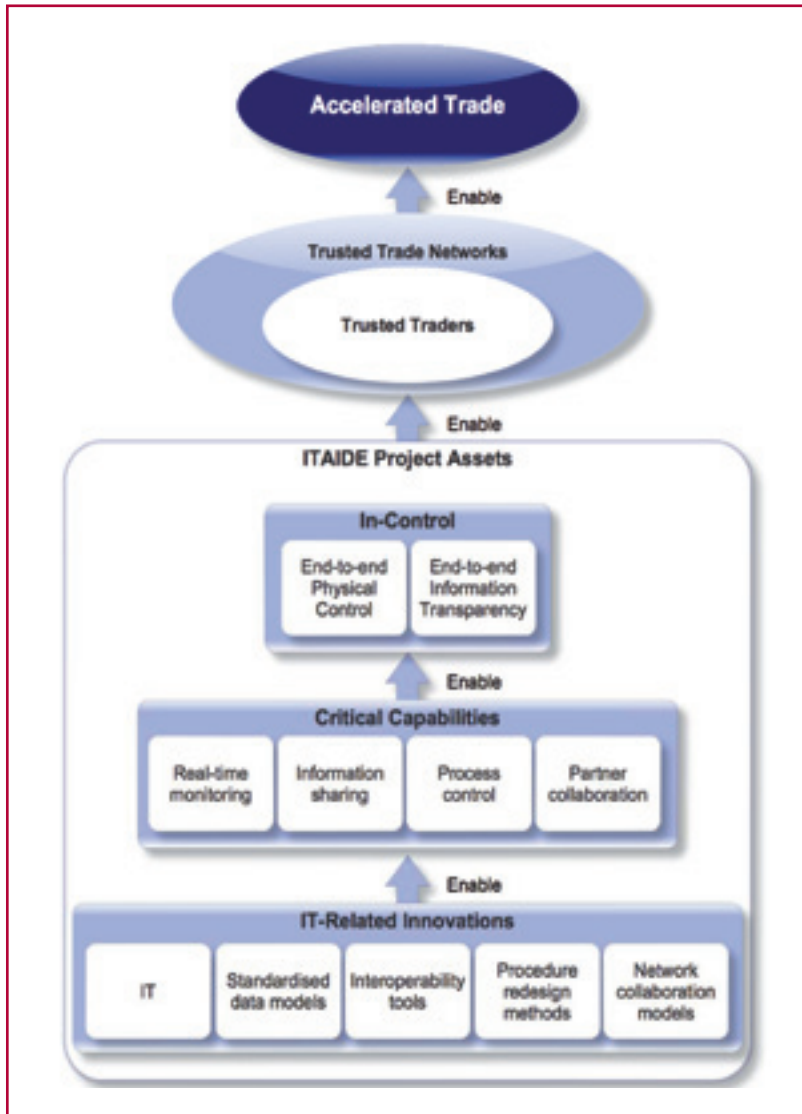 Accelerated Trade
Enable
Trusted Trade Networks
Trusted Traders
Enable
ITAIDE Project Assets
In-Control
End-to-end
Physical
Control
End-to-end
Information
Transparency
Enable
Critical Capabilities
Real-time
monitoring
Information
sharing
Process
control
Partner
collaboration
Enable
IT-Related Innovations
IT
Standardised
data models
Interoperability
tools
Procedure
redesign
methods
Network
collaboration
models